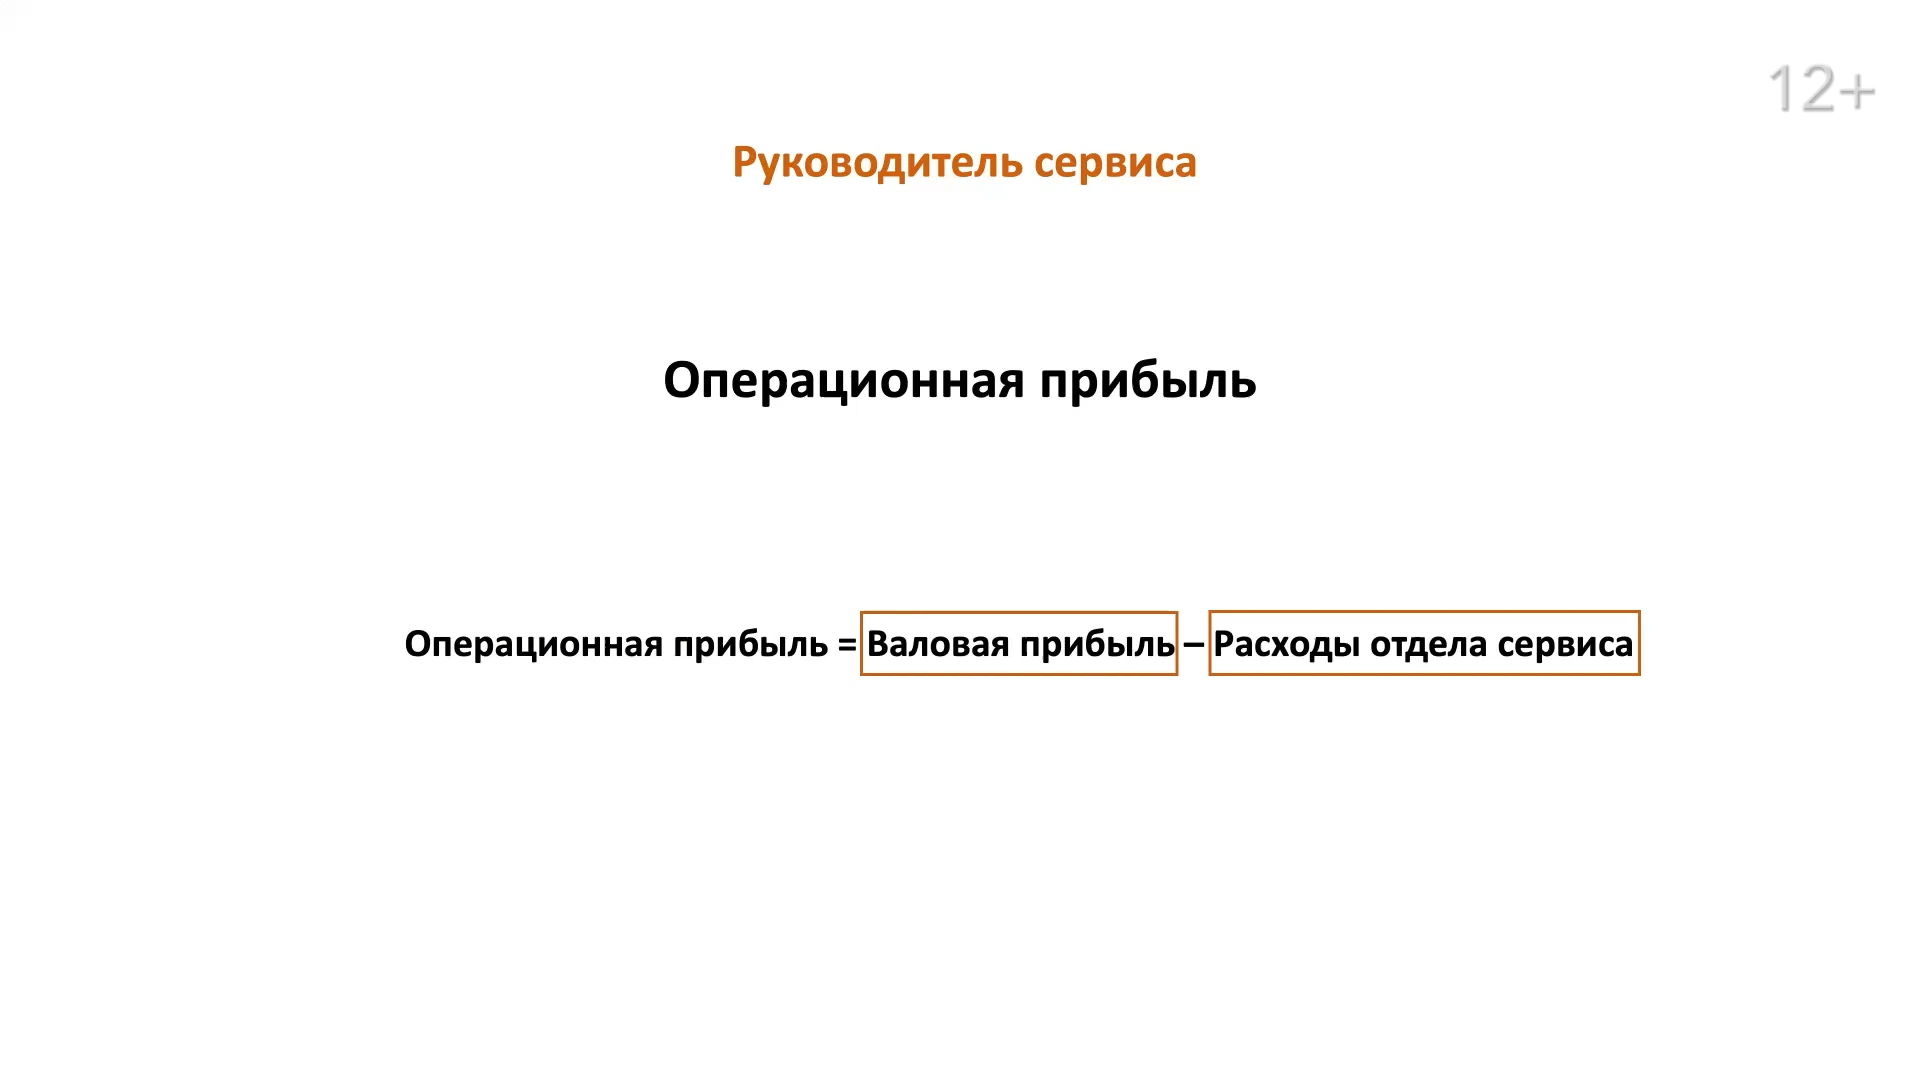 12+
Руководитель сервиса
Операционная прибыль
Операционная прибыль = Валовая прибыль – Расходы отдела сервиса